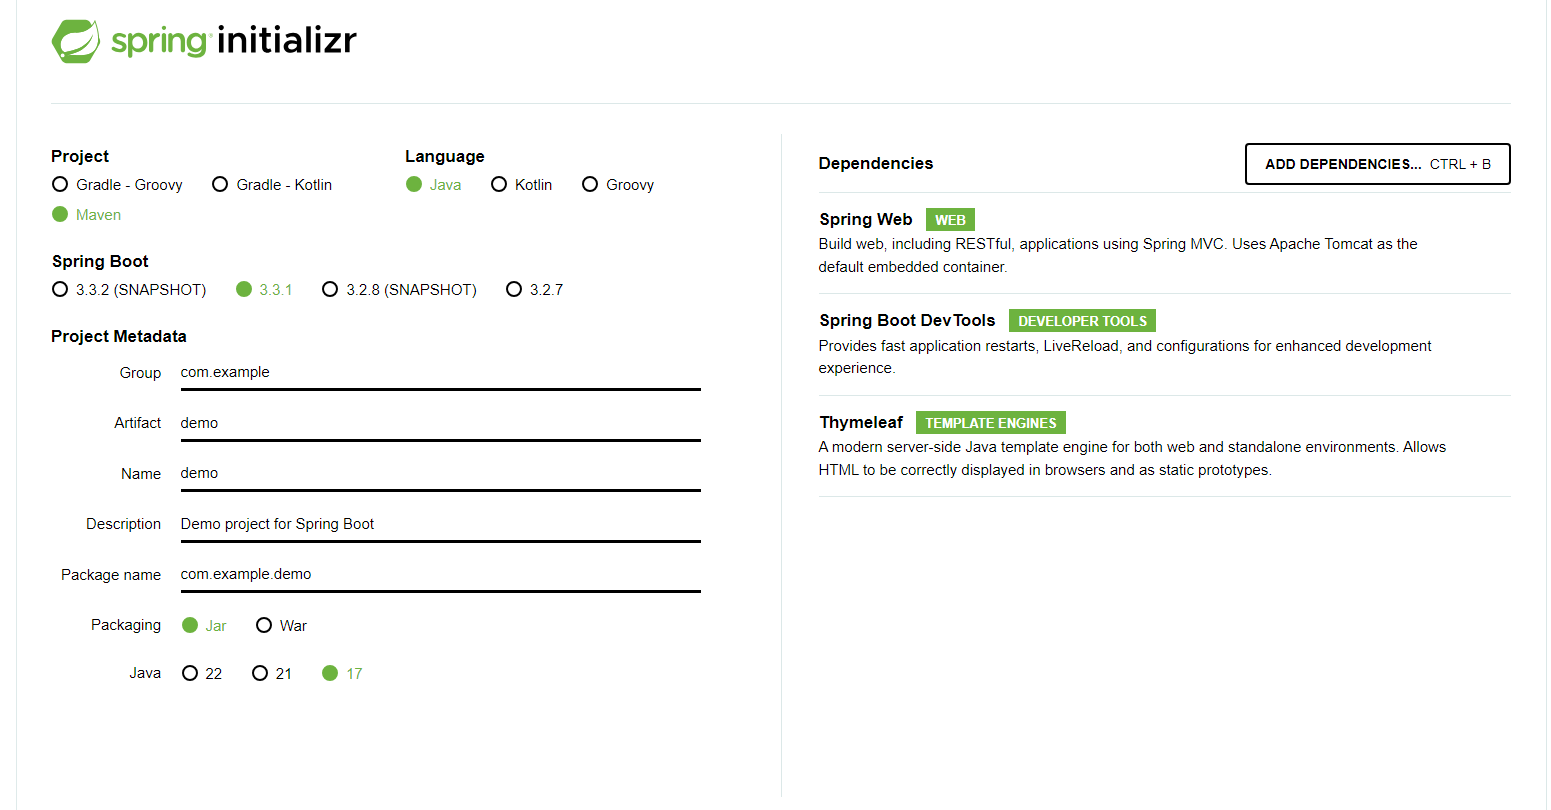 spring initializr
Project
Gradle - Groovy Gradle - Kotlin
Maven
Language
Java Kotlin Groovy
Spring Boot
3.3.2 (SNAPSHOT) 3.3.1 3.2.8 (SNAPSHOT) 3.2.7
Project Metadata
Group com.example
Artifact demo
Name demo
Description Demo project for Spring Boot
Package name com.example.demo
Packaging Jar War
Java 22 21 17
Dependencies ADD DEPENDENCIES... CTRL + B
Spring Web WEB
Build web, including RESTful, applications using Spring MVC. Uses Apache Tomcat as the
default embedded container.
Spring Boot DevTools DEVELOPER TOOLS
Provides fast application restarts, LiveReload, and configurations for enhanced development
experience.
Thymeleaf TEMPLATE ENGINES
A modern server-side Java template engine for both web and standalone environments. Allows
HTML to be correctly displayed in browsers and as static prototypes.